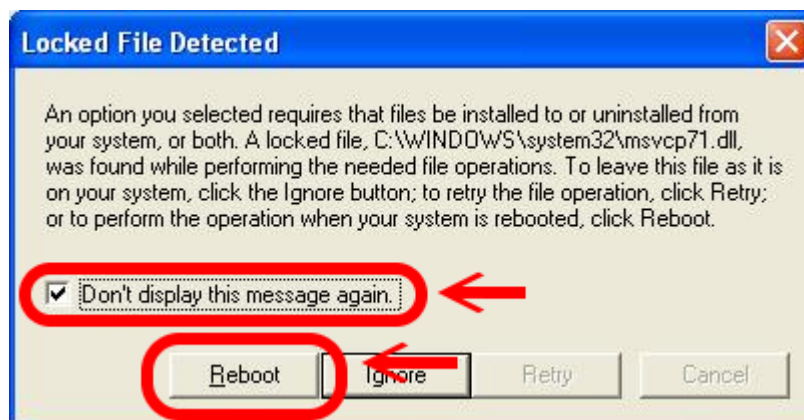 Locked File Detected
An option you selected requires that files be installed to or uninstalled from
your system, or both. A locked file, C:\WINDOWS\system32\msvcp71.dll,
was found while performing the needed file operations. To leave this file as it is
on your system, click the Ignore button; to retry the file operation, click Retry;
or to perform the operation when your system is rebooted, click Reboot.
Don't display this message again.
Reboot Ignore Retry Cancel